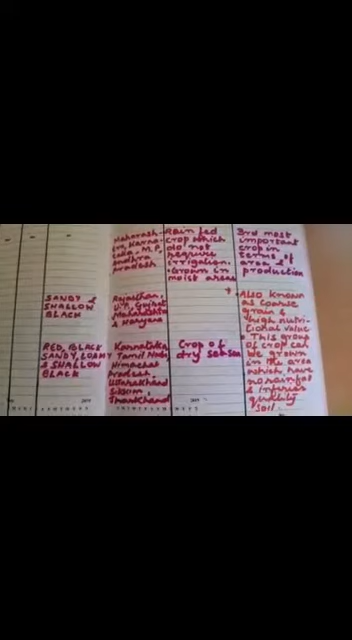 Maharash-
tra, Karna-
taka, M.P,
Andhra
Pradesh
Rain fed
crop which
do not
require
irrigation.
Grown in
moist areas
3rd most
important
crop in
terms of
area &
production
SANDY &
SHALLOW
BLACK
Rajasthan,
U.P, Gujrat
Maharashtra
& Haryana
• Also known
as coarse
grain &
high nutri-
tional value
• This group
of crop can
be grown
in the area
which have
no rainfall
& inferior
quality
soil
RED, BLACK
SANDY, LOAMY
& SHALLOW
BLACK
Karnataka,
Tamil Nadu
Himachal
Pradesh,
Uttarakhand
Sikkim,
Jharkhand
Crop of
dry season